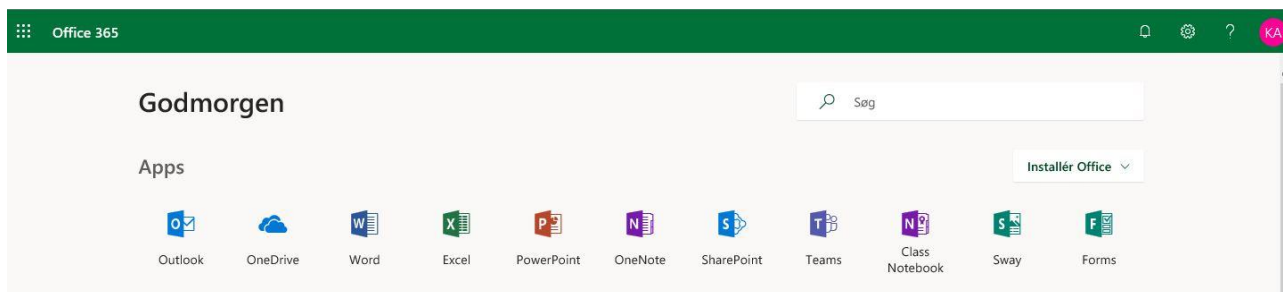 Office 365
KA
Godmorgen
Søg
Apps
Installér Office
Outlook
OneDrive
Word
Excel
PowerPoint
OneNote
SharePoint
Teams
Class
Notebook
Sway
Forms